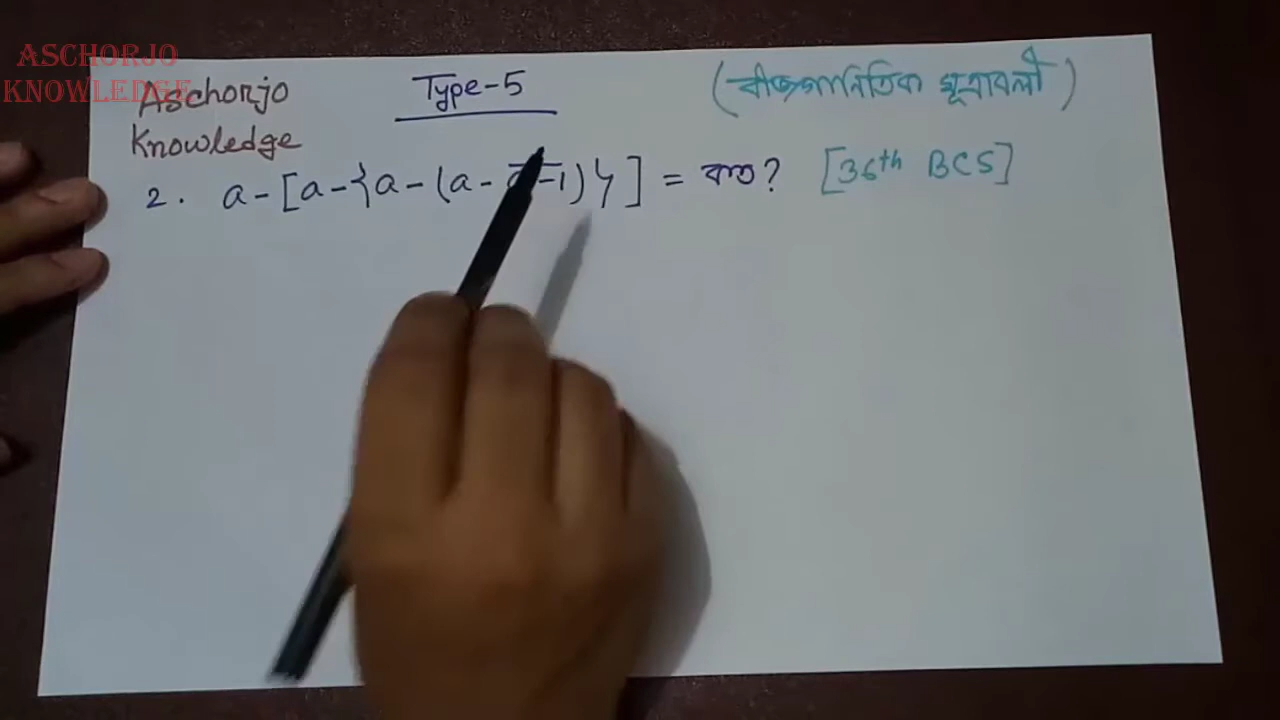 ASCHORJO
KNOWLEDGE
Aschorjo
Knowledge
Type-5
(বীজগানিতিক সূত্রাবলী)
2. a-[a-{a-(a-a-1)}] = কত? [36th BCS]